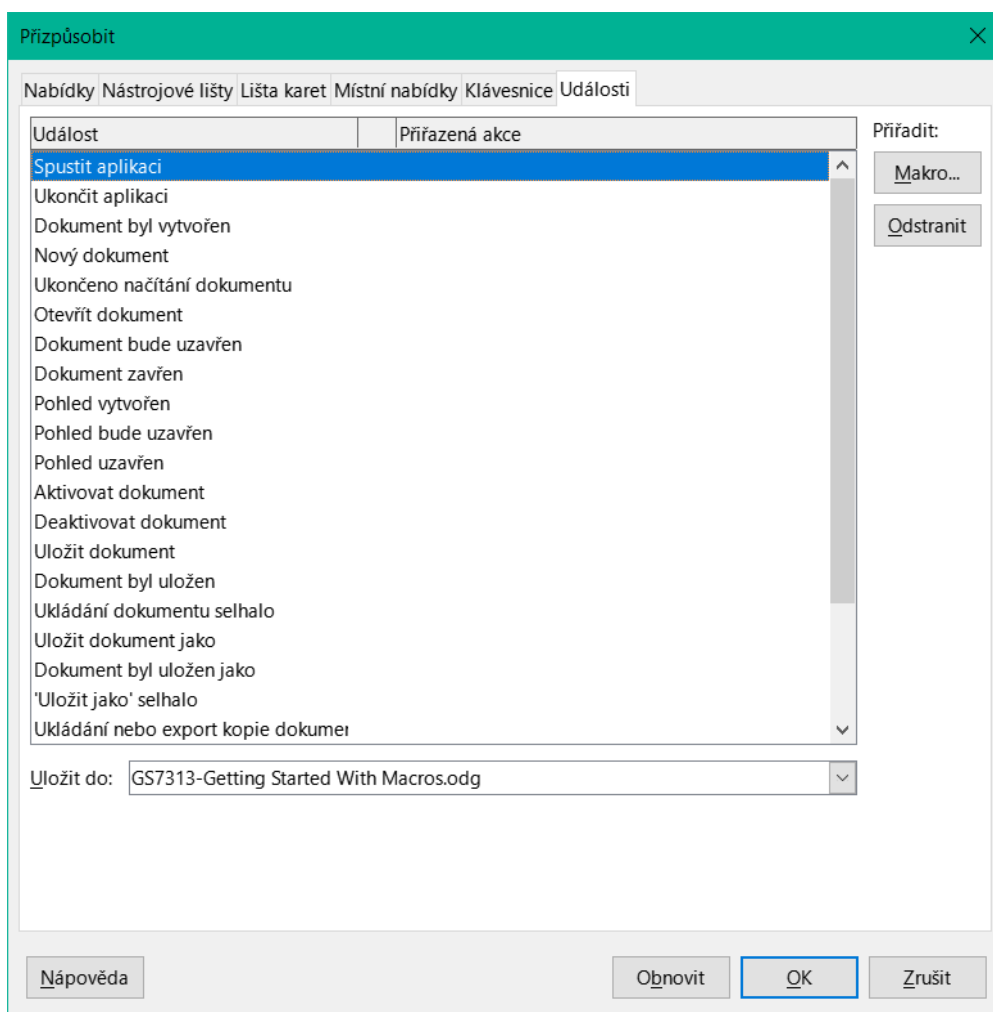 Přizpůsobit
Nabídky Nástrojové lišty Lišta karet Místní nabídky Klávesnice Události
Událost Přiřazená akce
Přiřadit:
Spustit aplikaci
Makro...
Ukončit aplikaci
Dokument byl vytvořen
Odstranit
Nový dokument
Ukončeno načítání dokumentu
Otevřít dokument
Dokument bude uzavřen
Dokument zavřen
Pohled vytvořen
Pohled bude uzavřen
Pohled uzavřen
Aktivovat dokument
Deaktivovat dokument
Uložit dokument
Dokument byl uložen
Ukládání dokumentu selhalo
Uložit dokument jako
Dokument byl uložen jako
'Uložit jako' selhalo
Ukládání nebo export kopie dokumen
Uložit do: GS7313-Getting Started With Macros.odg
Nápověda Obnovit OK Zrušit